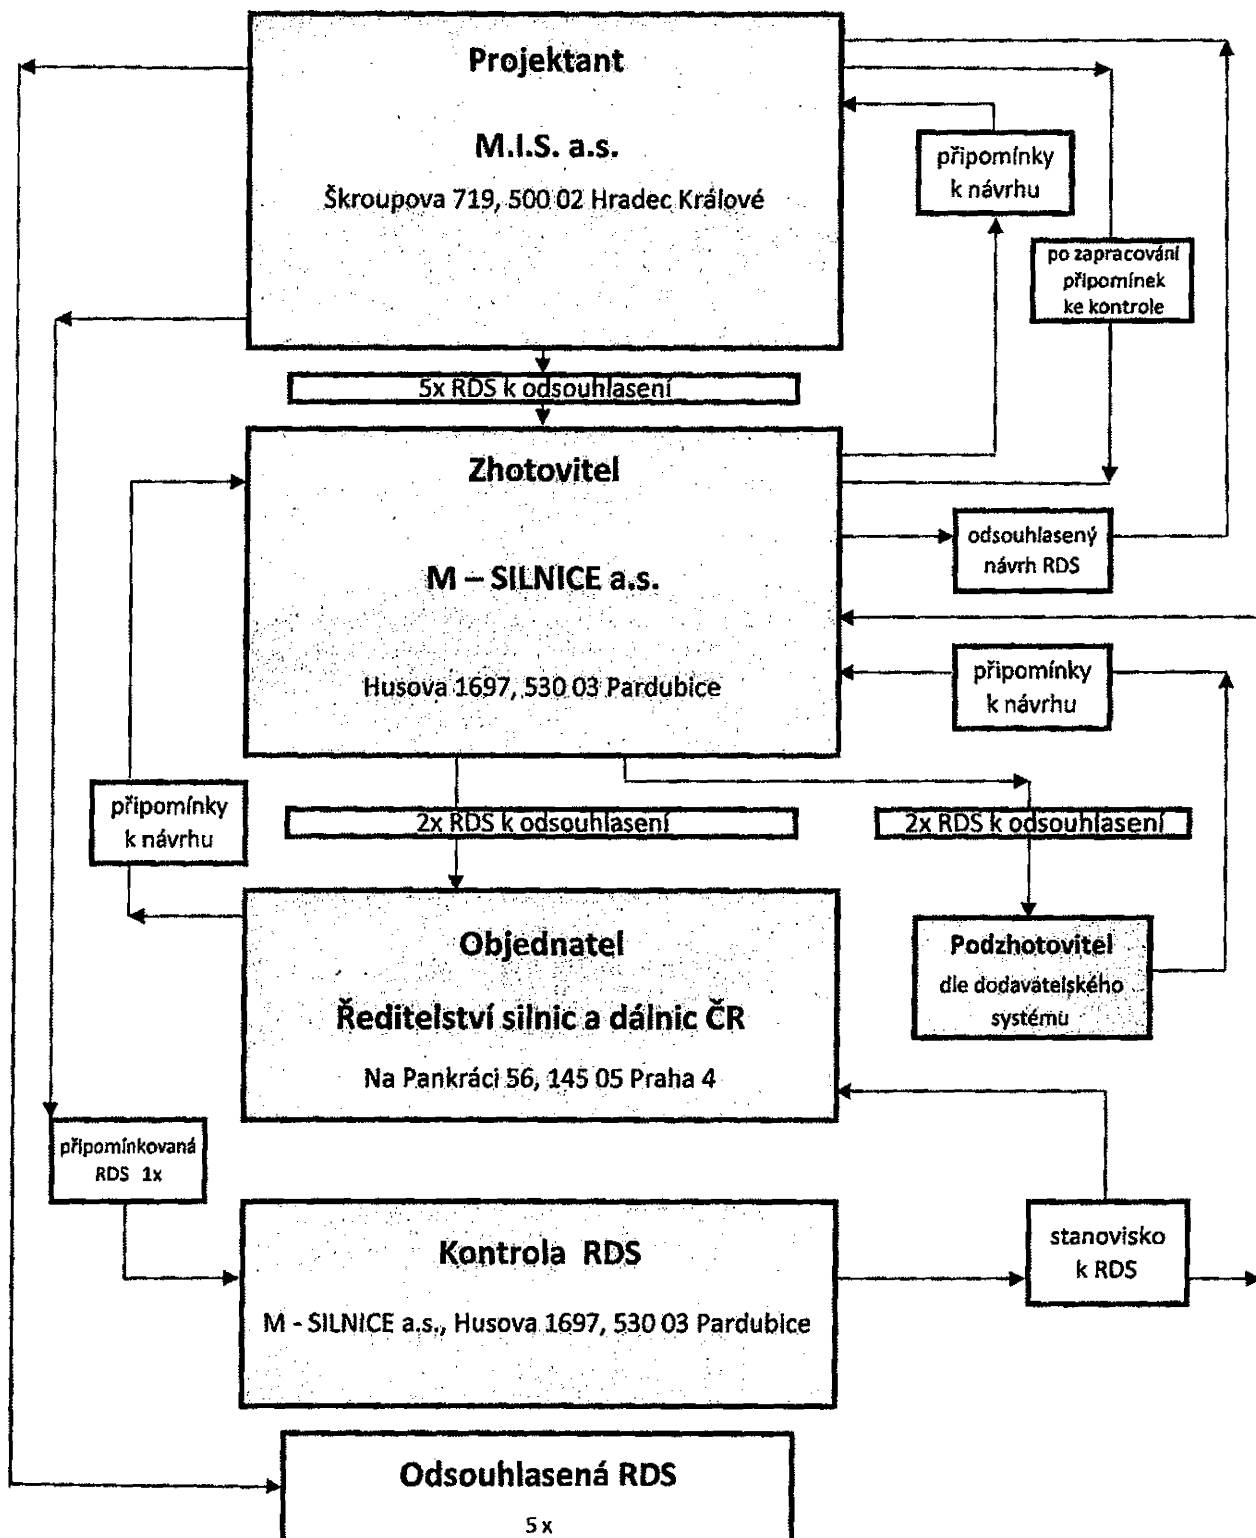 Projektant
M.I.S. a.s.
Škroupova 719, 500 02 Hradec Králové
připomínky
k návrhu
po zapracování
připomínek
ke kontrole
5x RDS k odsouhlasení
Zhotovitel
M – SILNICE a.s.
Husova 1697, 530 03 Pardubice
odsouhlasený
návrh RDS
připomínky
k návrhu
připomínky
k návrhu
2x RDS k odsouhlasení
2x RDS k odsouhlasení
Objednatel
Ředitelství silnic a dálnic ČR
Na Pankráci 56, 145 05 Praha 4
Podzhotovitel
dle dodavatelského
systému
připomínkovaná
RDS 1x
Kontrola RDS
M - SILNICE a.s., Husova 1697, 530 03 Pardubice
stanovisko
k RDS
Odsouhlasená RDS
5 x